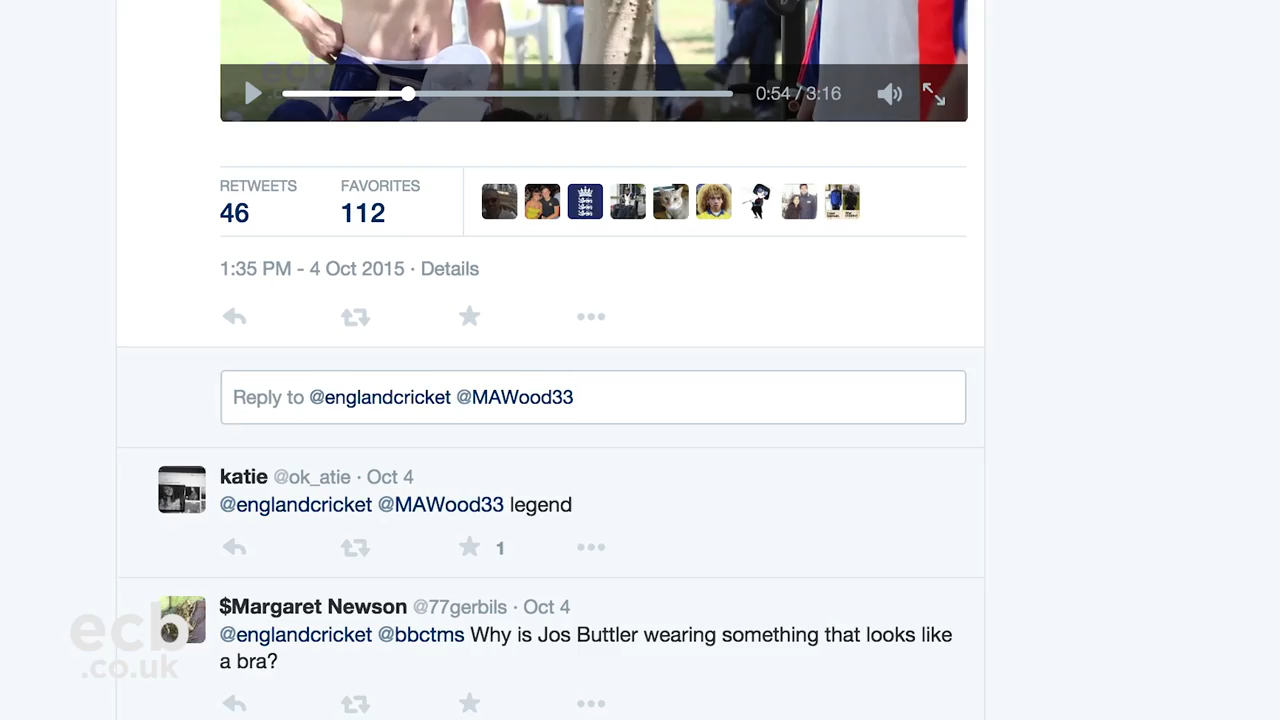 ecb
0:54 / 3:16
RETWEETS FAVORITES
46 112
1:35 PM - 4 Oct 2015 · Details
Reply to @englandcricket @MAWood33
katie @ok_atie · Oct 4
@englandcricket @MAWood33 legend
1
$Margaret Newson @77gerbils · Oct 4
@englandcricket @bbctms Why is Jos Buttler wearing something that looks like
a bra?
ecb
.co.uk